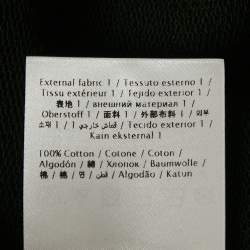 External fabric 1 / Tessuto esterno 1 /
Tissu extérieur 1 / Tejido exterior 1 /
表地 1 / внешний материал 1 /
Oberstoff 1 / 面料 1 / 外部布料 1 / 외부
소재 1 / قماش خارجي 1 / Tecido exterior 1 /
Kain eksternal 1
100% Cotton / Cotone / Coton /
Algodón / 綿 / Хлопок / Baumwolle /
棉 / 棉 / 면 / قطن / Algodão / Katun